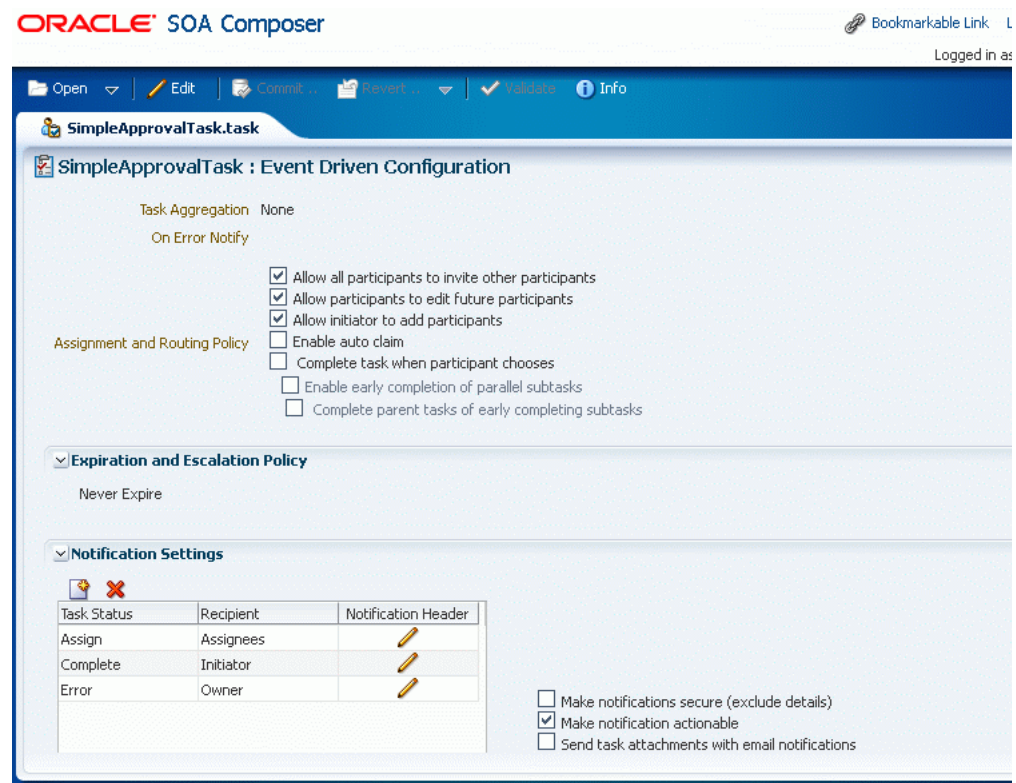 ORACLE SOA Composer
Bookmarkable Link L
Logged in as
Open Edit Commit .. Revert ... Validate Info
SimpleApprovalTask.task
SimpleApprovalTask : Event Driven Configuration
Task Aggregation None
On Error Notify
Allow all participants to invite other participants
Allow participants to edit future participants
Allow initiator to add participants
Assignment and Routing Policy Enable auto claim
Complete task when participant chooses
Enable early completion of parallel subtasks
Complete parent tasks of early completing subtasks
Expiration and Escalation Policy
Never Expire
Notification Settings
Task Status Recipient Notification Header
Assign Assignees
Complete Initiator
Error Owner
Make notifications secure (exclude details)
Make notification actionable
Send task attachments with email notifications